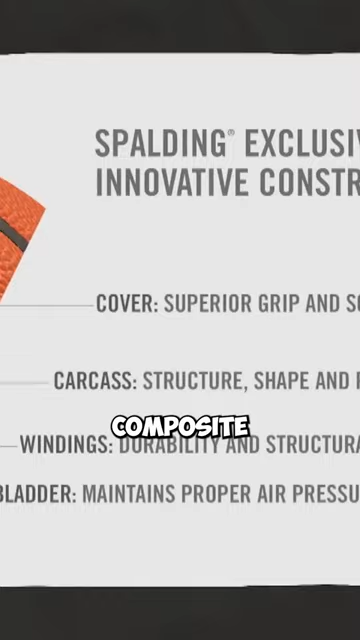 SPALDING® EXCLUSIV
INNOVATIVE CONSTR
COVER: SUPERIOR GRIP AND SO
CARCASS: STRUCTURE, SHAPE AND
COMPOSITE
WINDINGS: DURABILITY AND STRUCTURA
BLADDER: MAINTAINS PROPER AIR PRESSU